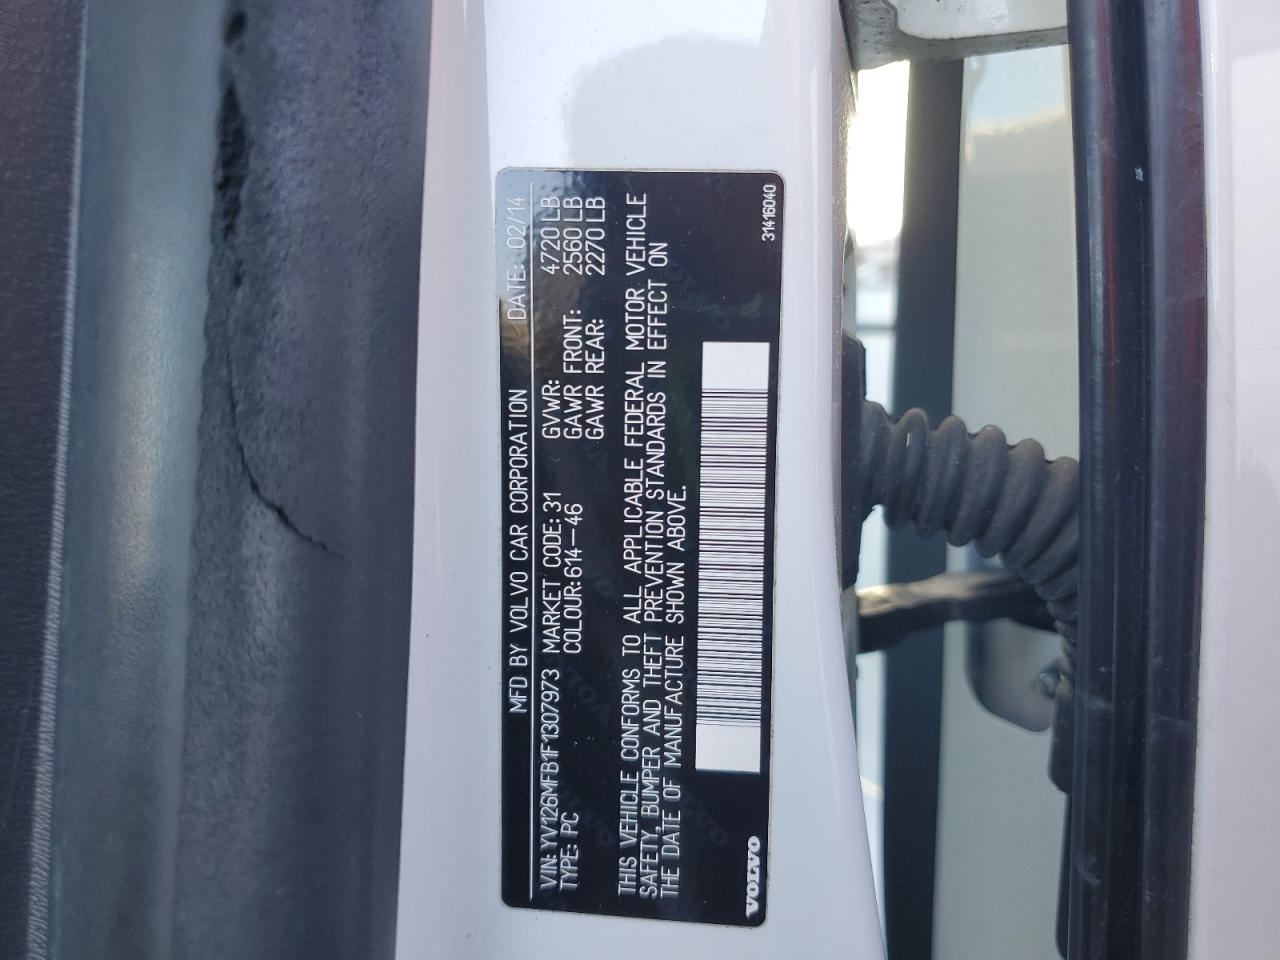 MFD BY VOLVO CAR CORPORATION DATE: 02/14
VIN: YV126MFB1F1307973 MARKET CODE: 31 GVWR: 4720 LB
TYPE: PC COLOUR: 614-46 GAWR FRONT: 2560 LB
GAWR REAR: 2270 LB
THIS VEHICLE CONFORMS TO ALL APPLICABLE FEDERAL MOTOR VEHICLE
SAFETY, BUMPER AND THEFT PREVENTION STANDARDS IN EFFECT ON
THE DATE OF MANUFACTURE SHOWN ABOVE.
VOLVO 31416040